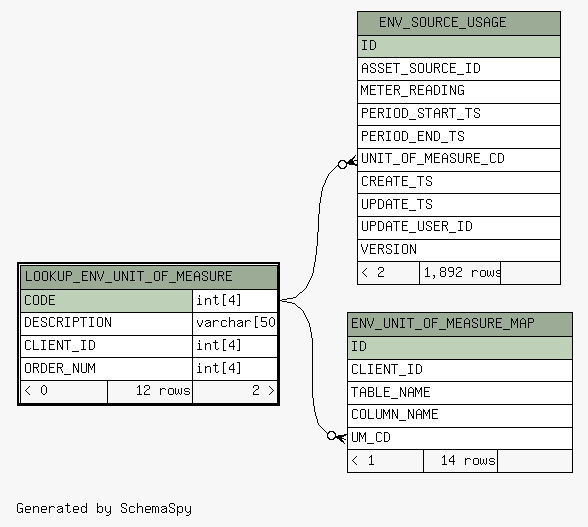 ENV_SOURCE_USAGE
ID
ASSET_SOURCE_ID
METER_READING
PERIOD_START_TS
PERIOD_END_TS
UNIT_OF_MEASURE_CD
CREATE_TS
UPDATE_TS
UPDATE_USER_ID
VERSION
< 2 1,892 rows
LOOKUP_ENV_UNIT_OF_MEASURE
CODE int[4]
DESCRIPTION varchar[50
CLIENT_ID int[4]
ORDER_NUM int[4]
< 0 12 rows 2 >
ENV_UNIT_OF_MEASURE_MAP
ID
CLIENT_ID
TABLE_NAME
COLUMN_NAME
UM_CD
< 1 14 rows
Generated by SchemaSpy